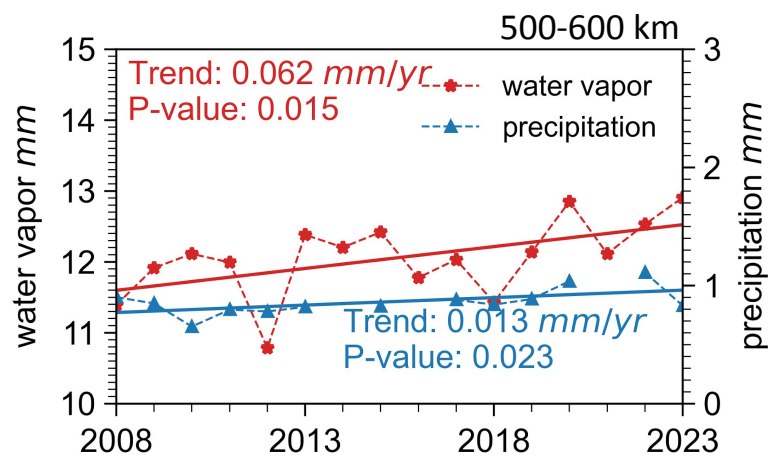 500-600 km
Trend: 0.062 mm/yr
P-value: 0.015
water vapor
precipitation
Trend: 0.013 mm/yr
P-value: 0.023
water vapor mm
15
14
13
12
11
10
precipitation mm
3
2
1
0
2008 2013 2018 2023